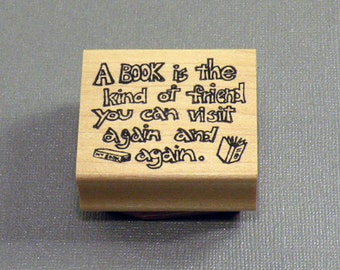 A BOOK is the
kind of friend
you can visit
again and
again.